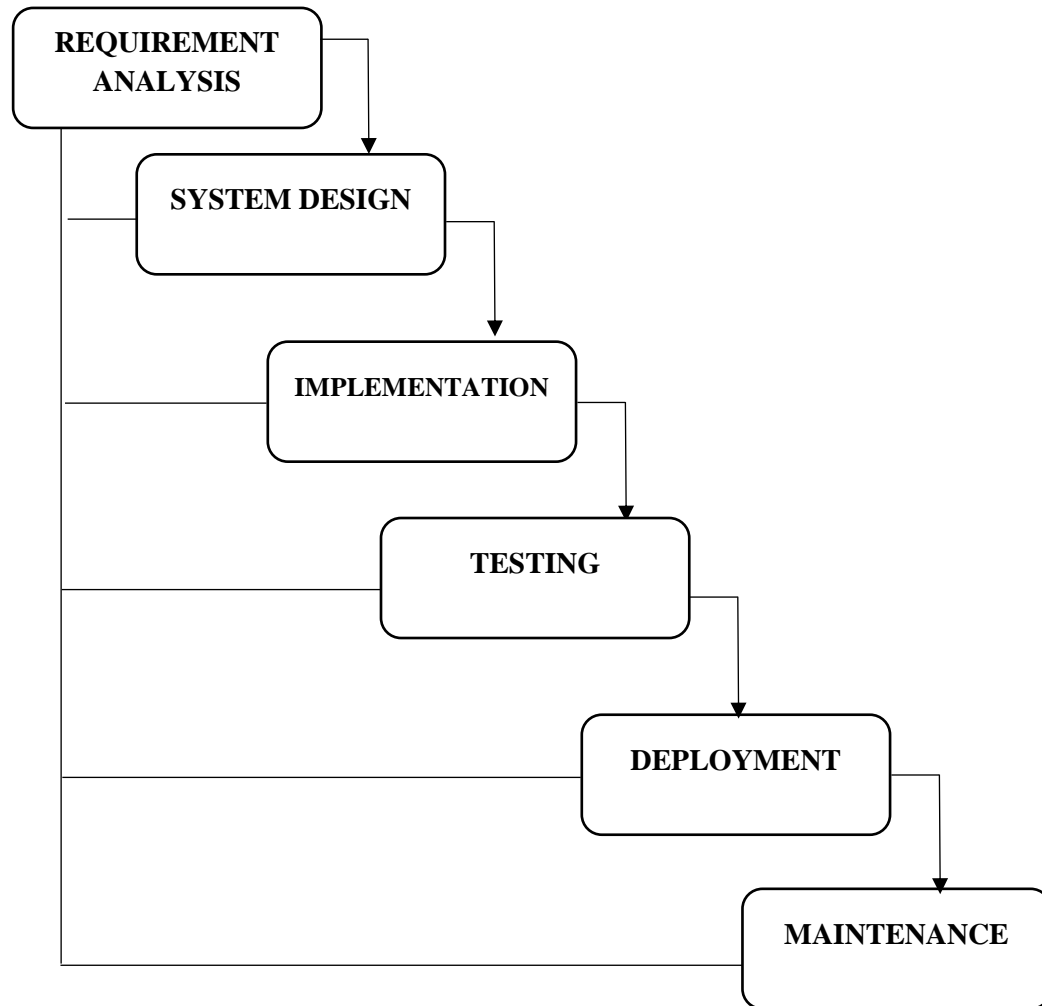 REQUIREMENT
ANALYSIS
SYSTEM DESIGN
IMPLEMENTATION
TESTING
DEPLOYMENT
MAINTENANCE